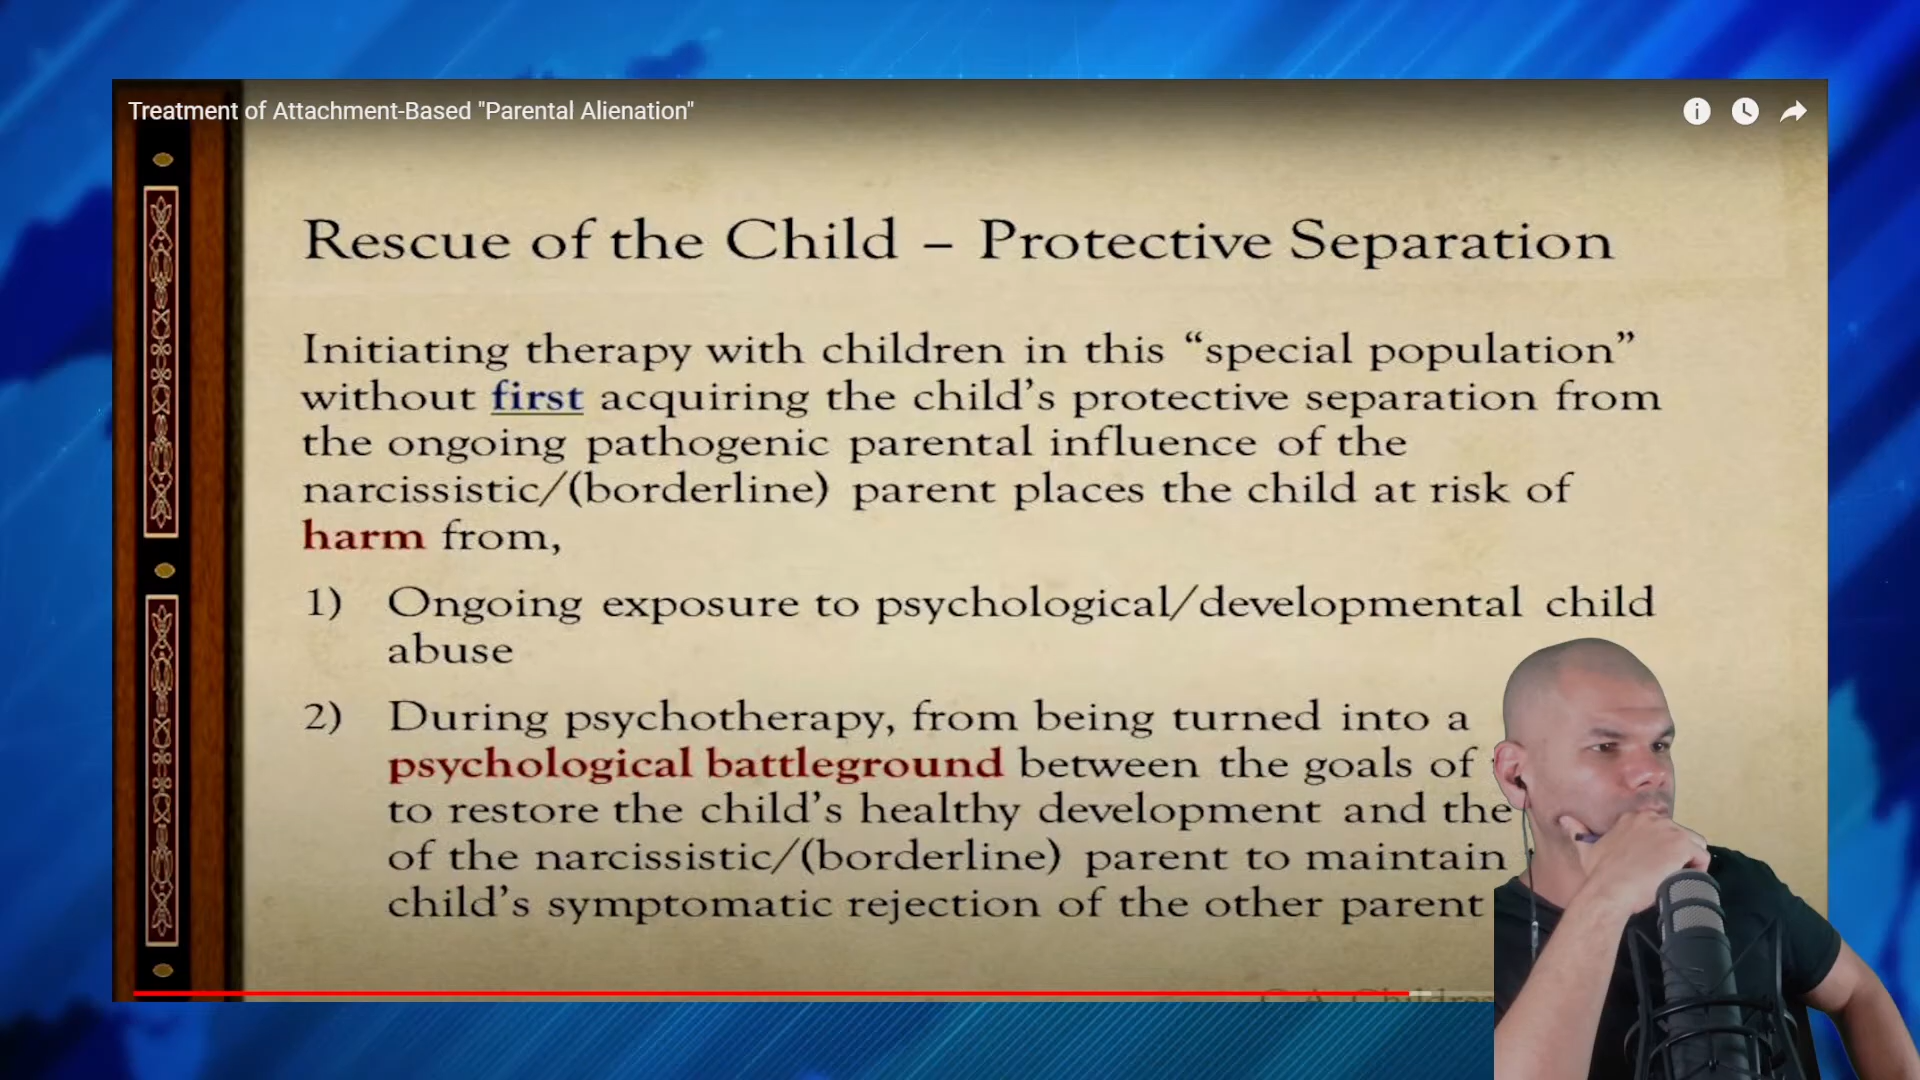 Treatment of Attachment-Based "Parental Alienation"
Rescue of the Child – Protective Separation
Initiating therapy with children in this “special population”
without first acquiring the child’s protective separation from
the ongoing pathogenic parental influence of the
narcissistic/(borderline) parent places the child at risk of
harm from,
1) Ongoing exposure to psychological/developmental child
abuse
2) During psychotherapy, from being turned into a
psychological battleground between the goals of
to restore the child’s healthy development and the
of the narcissistic/(borderline) parent to maintain
child’s symptomatic rejection of the other parent